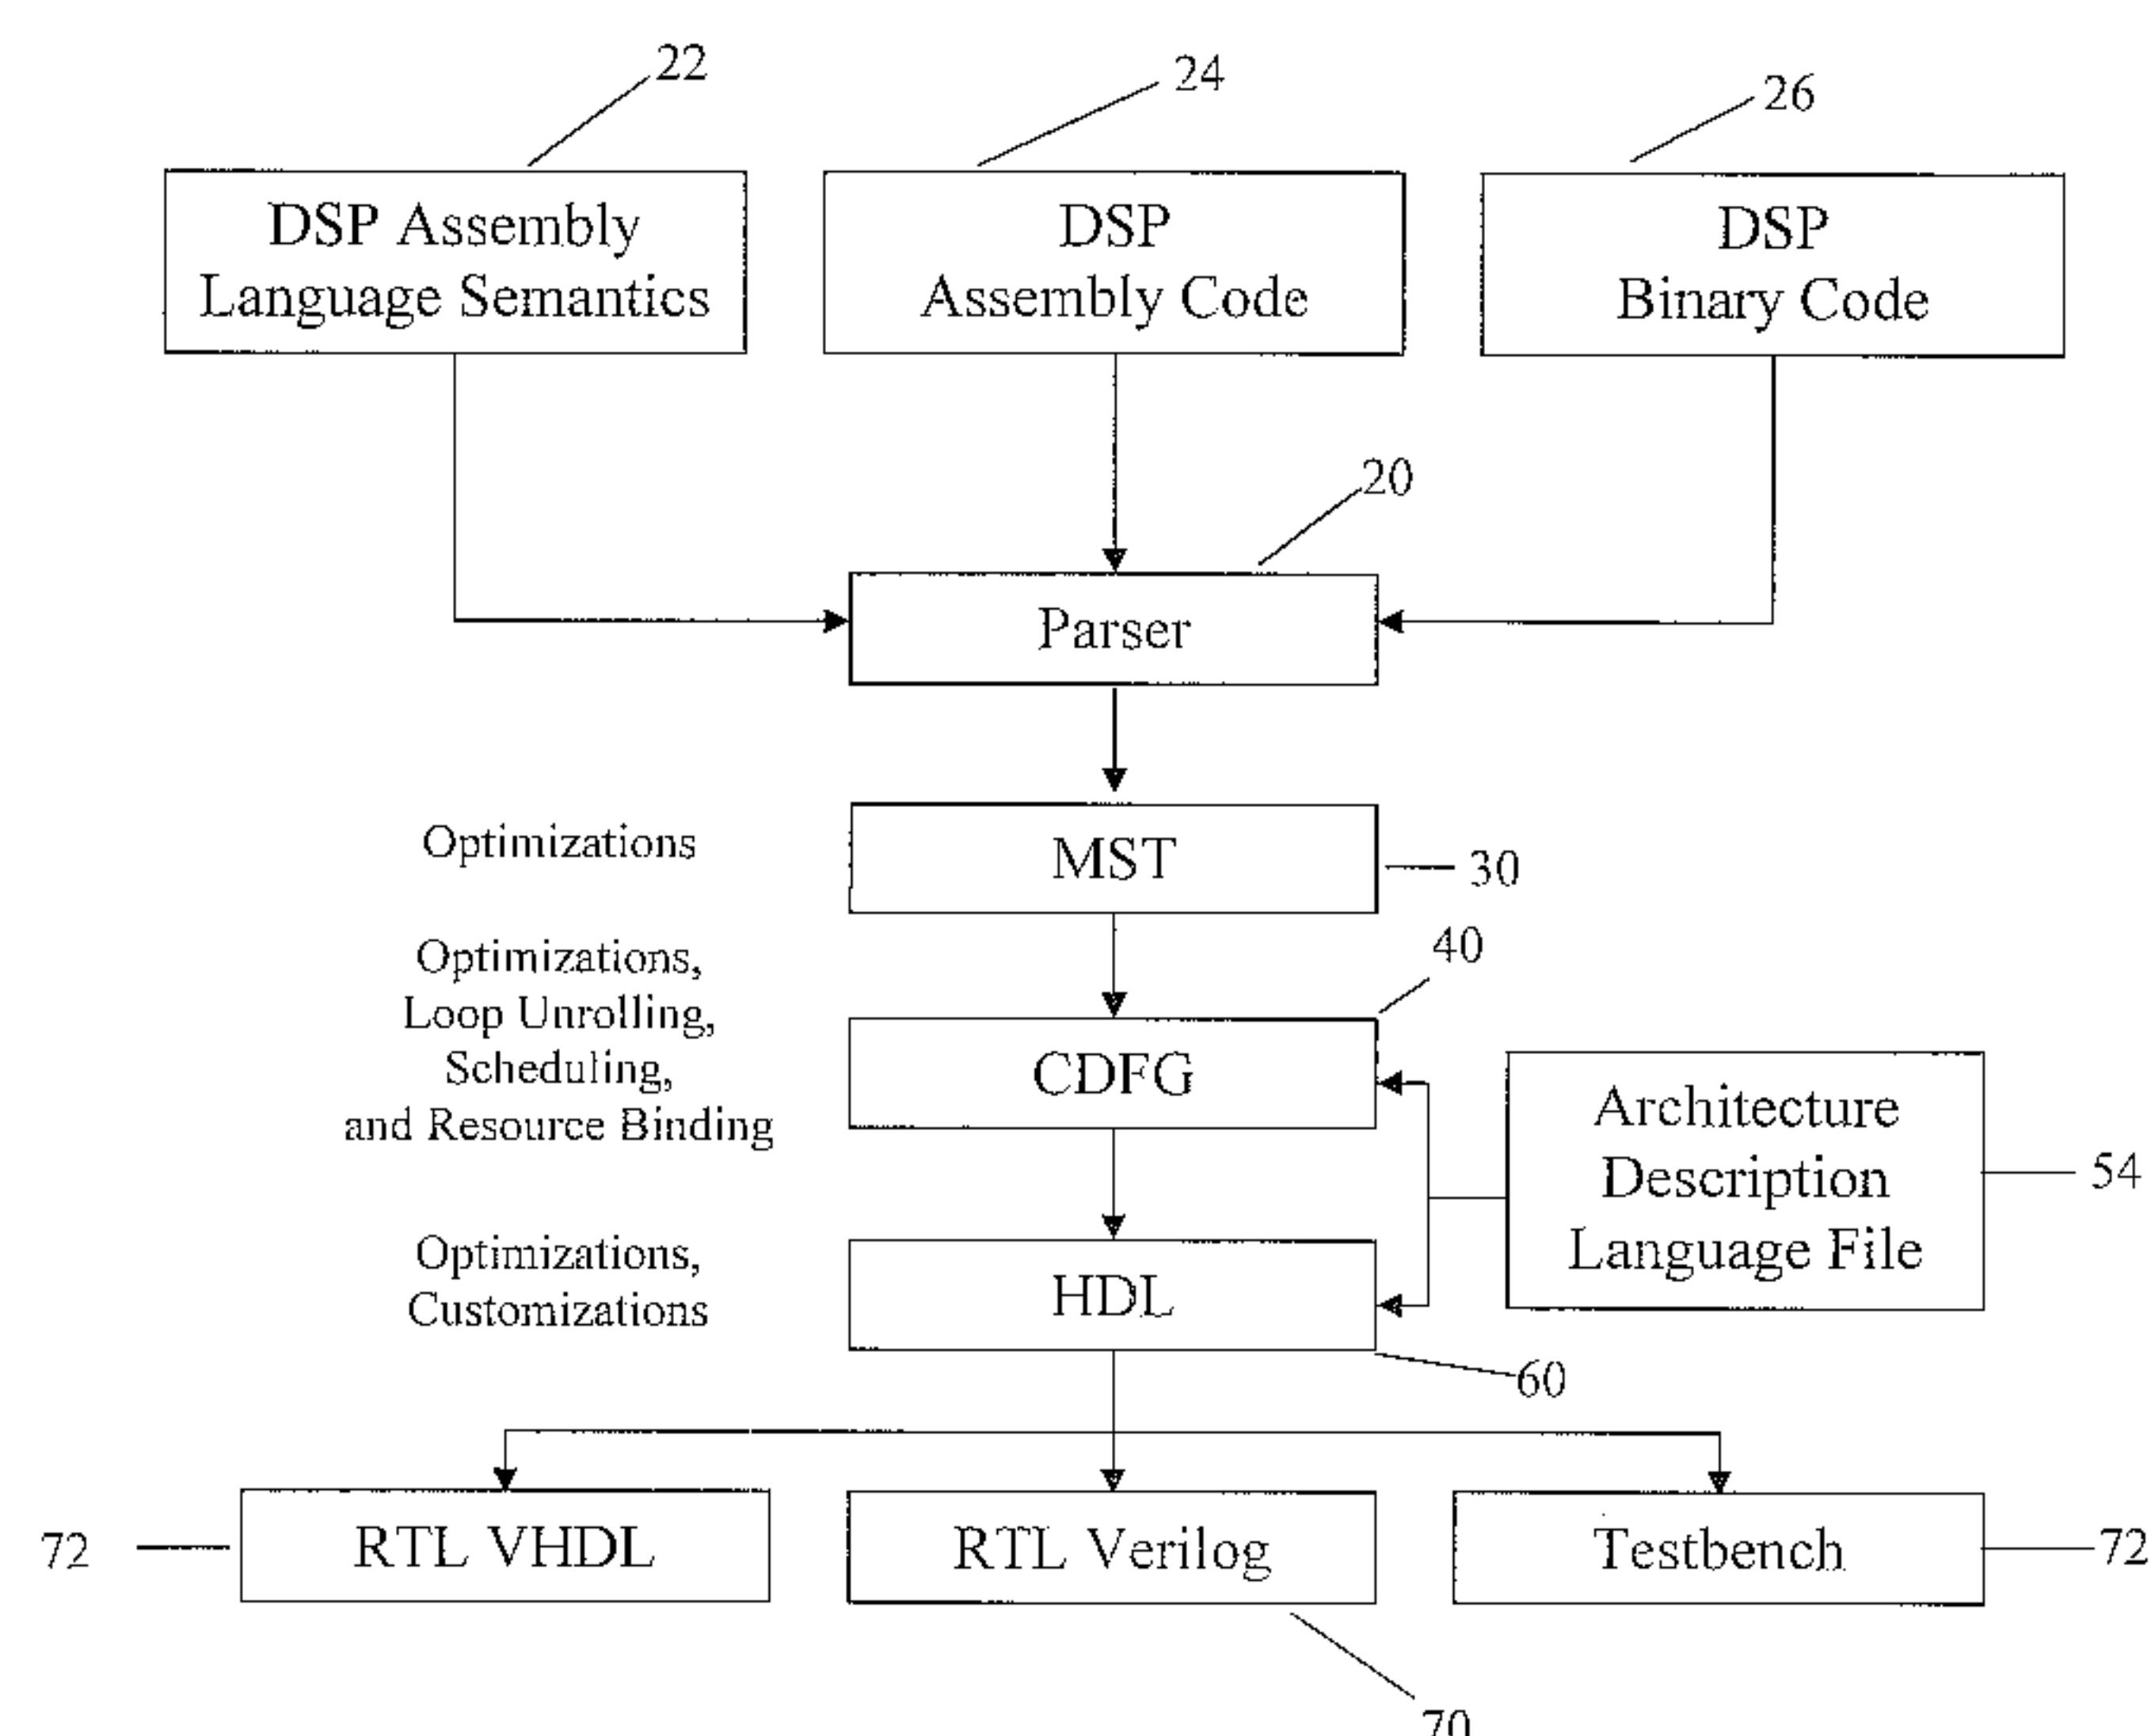 22
24
26
DSP Assembly
Language Semantics
DSP
Assembly Code
DSP
Binary Code
20
Parser
Optimizations
MST
30
Optimizations,
Loop Unrolling,
Scheduling,
and Resource Binding
40
CDFG
Architecture
Description
Language File
54
Optimizations,
Customizations
HDL
60
72
RTL VHDL
RTL Verilog
Testbench
72
70